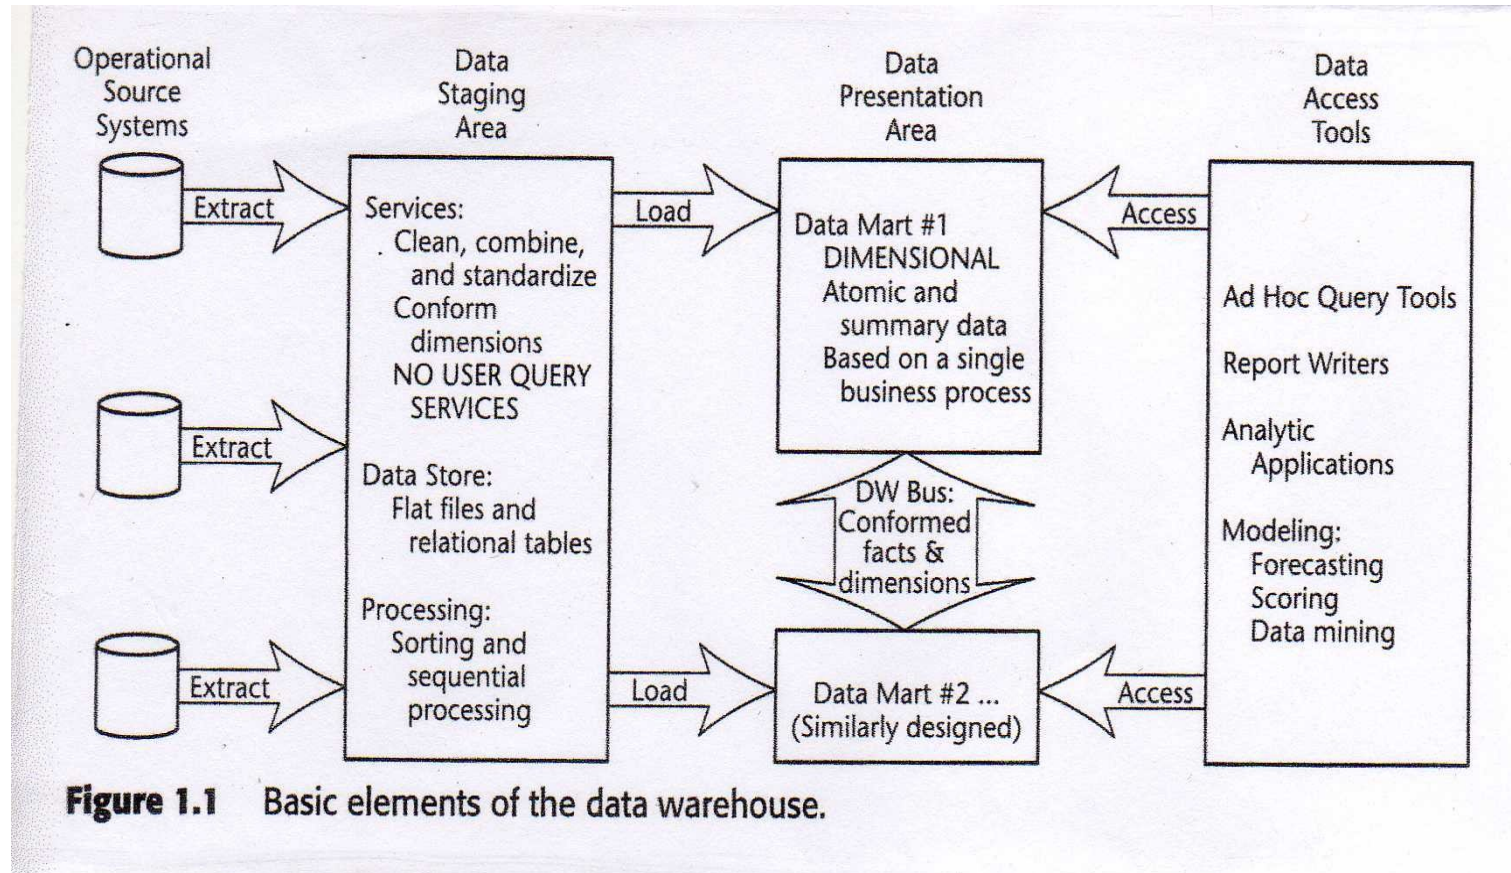 Operational
Source
Systems
Data
Staging
Area
Data
Presentation
Area
Data
Access
Tools
Extract
Extract
Extract
Services:
Clean, combine,
and standardize
Conform
dimensions
NO USER QUERY
SERVICES
Data Store:
Flat files and
relational tables
Processing:
Sorting and
sequential
processing
Load
Load
Data Mart #1
DIMENSIONAL
Atomic and
summary data
Based on a single
business process
DW Bus:
Conformed
facts &
dimensions
Data Mart #2 ...
(Similarly designed)
Access
Access
Ad Hoc Query Tools
Report Writers
Analytic
Applications
Modeling:
Forecasting
Scoring
Data mining
Figure 1.1 Basic elements of the data warehouse.